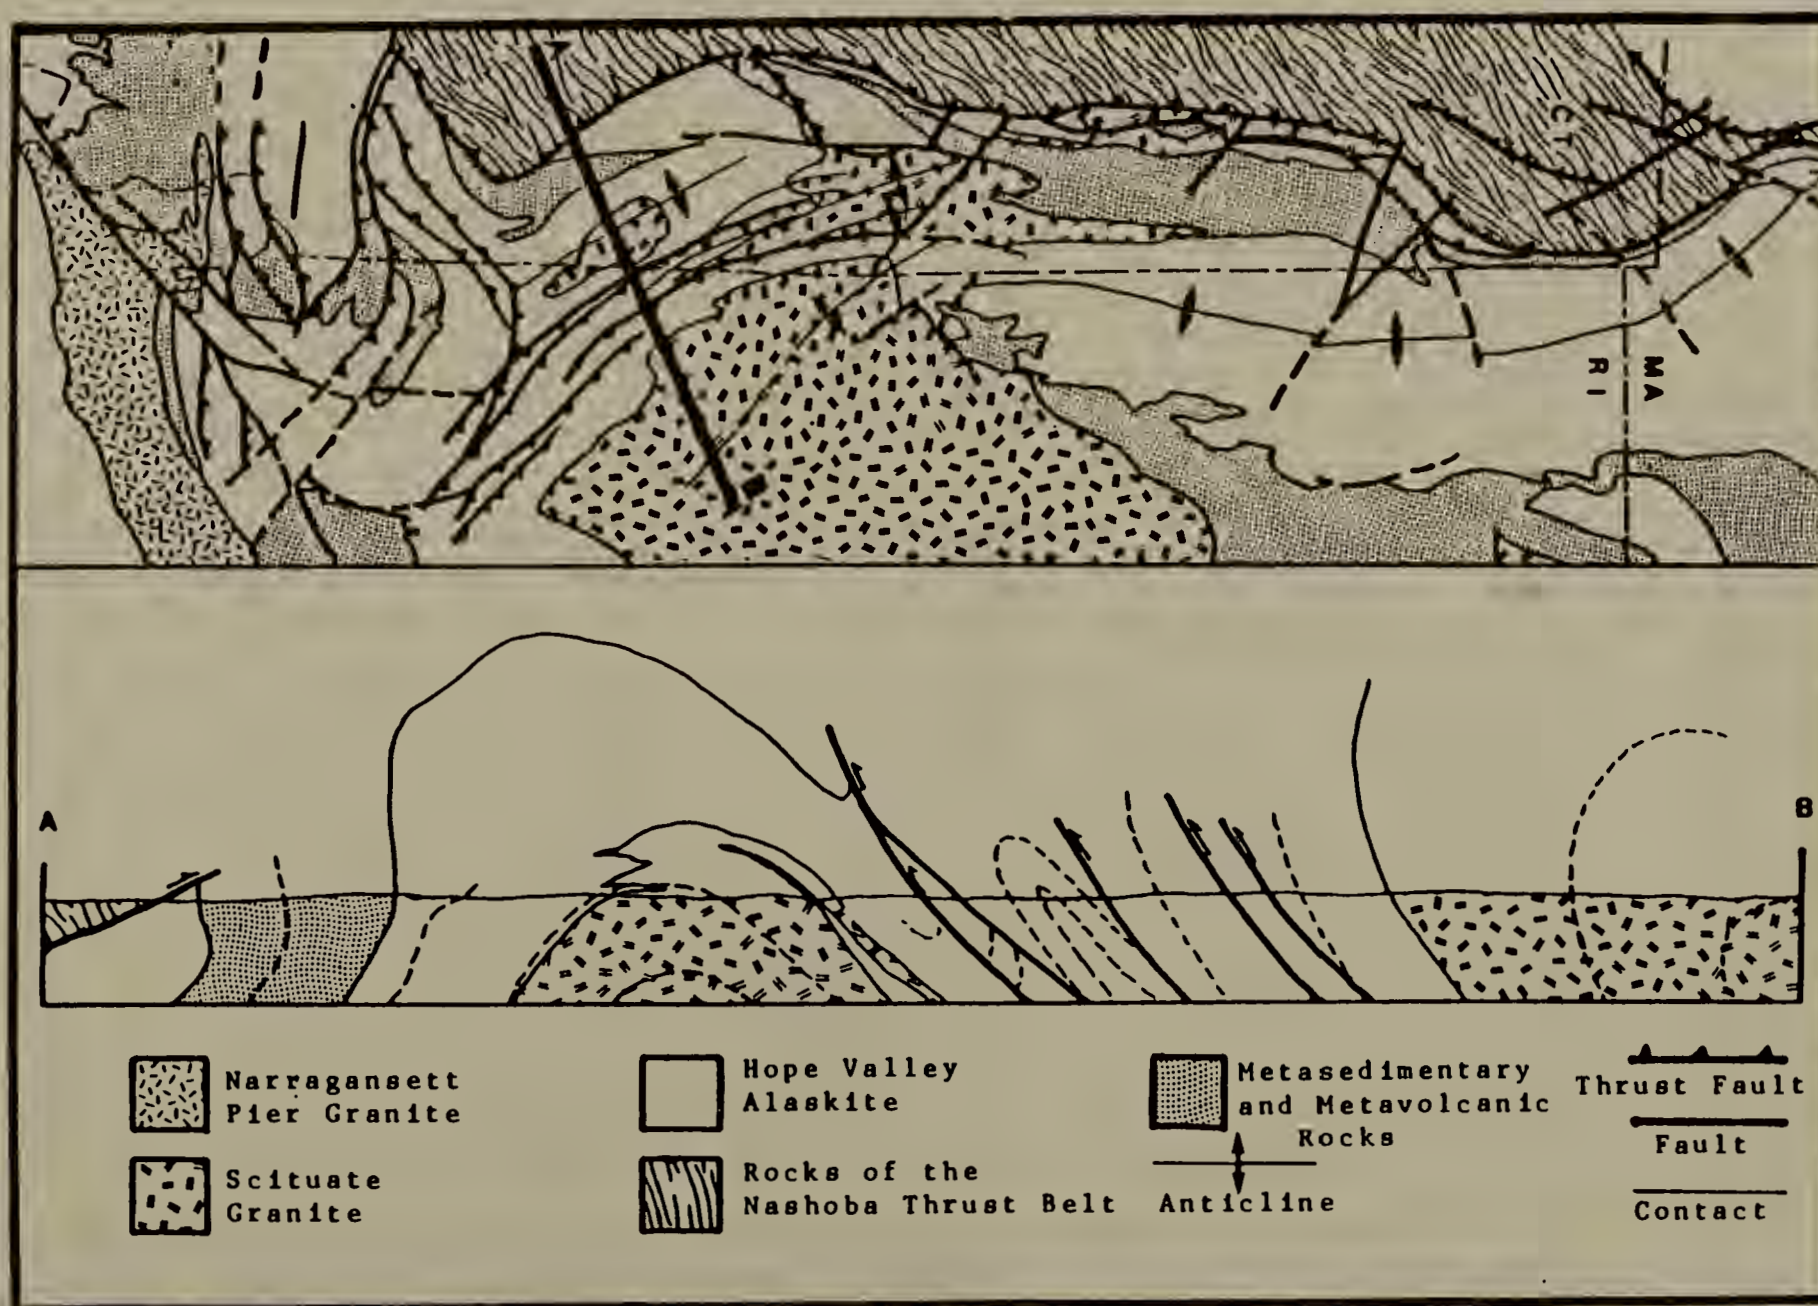 A
CT
MA
RI
B
A
B
Narragansett
Pier Granite
Hope Valley
Alaskite
Metasedimentary
and Metavolcanic
Rocks
Thrust Fault
Fault
Scituate
Granite
Rocks of the
Nashoba Thrust Belt
Anticline
Contact